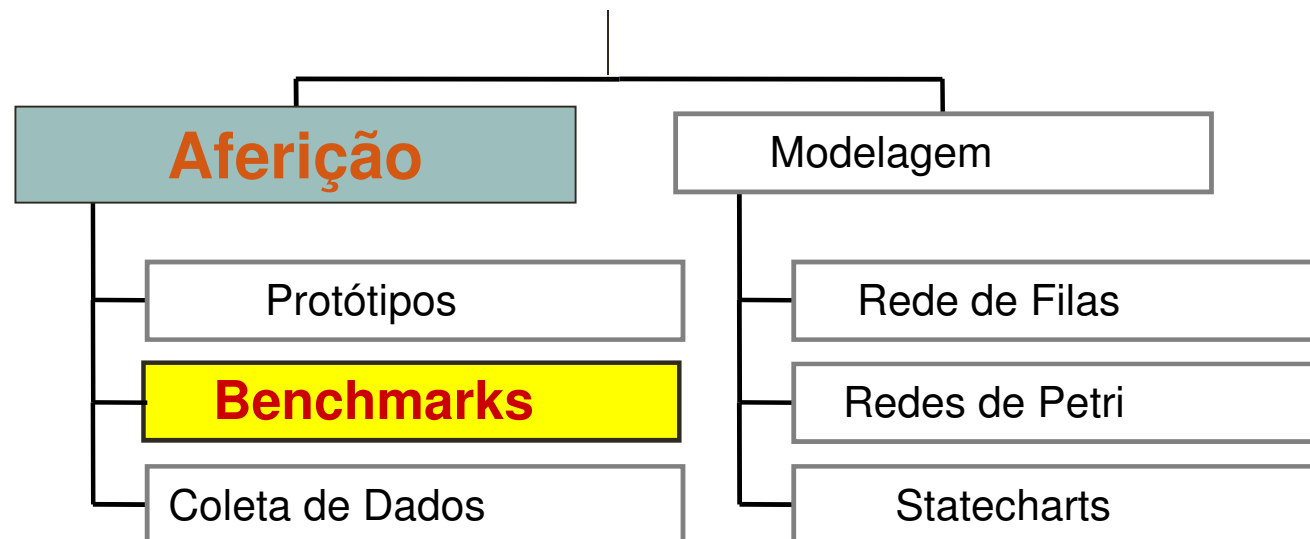 Aferição
Modelagem
Protótipos
Rede de Filas
Benchmarks
Redes de Petri
Coleta de Dados
Statecharts